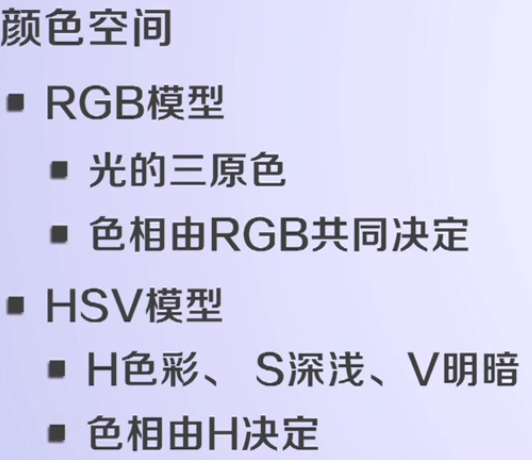 颜色空间
RGB模型
光的三原色
色相由RGB共同决定
HSV模型
H色彩、 S深浅、V明暗
色相由H决定